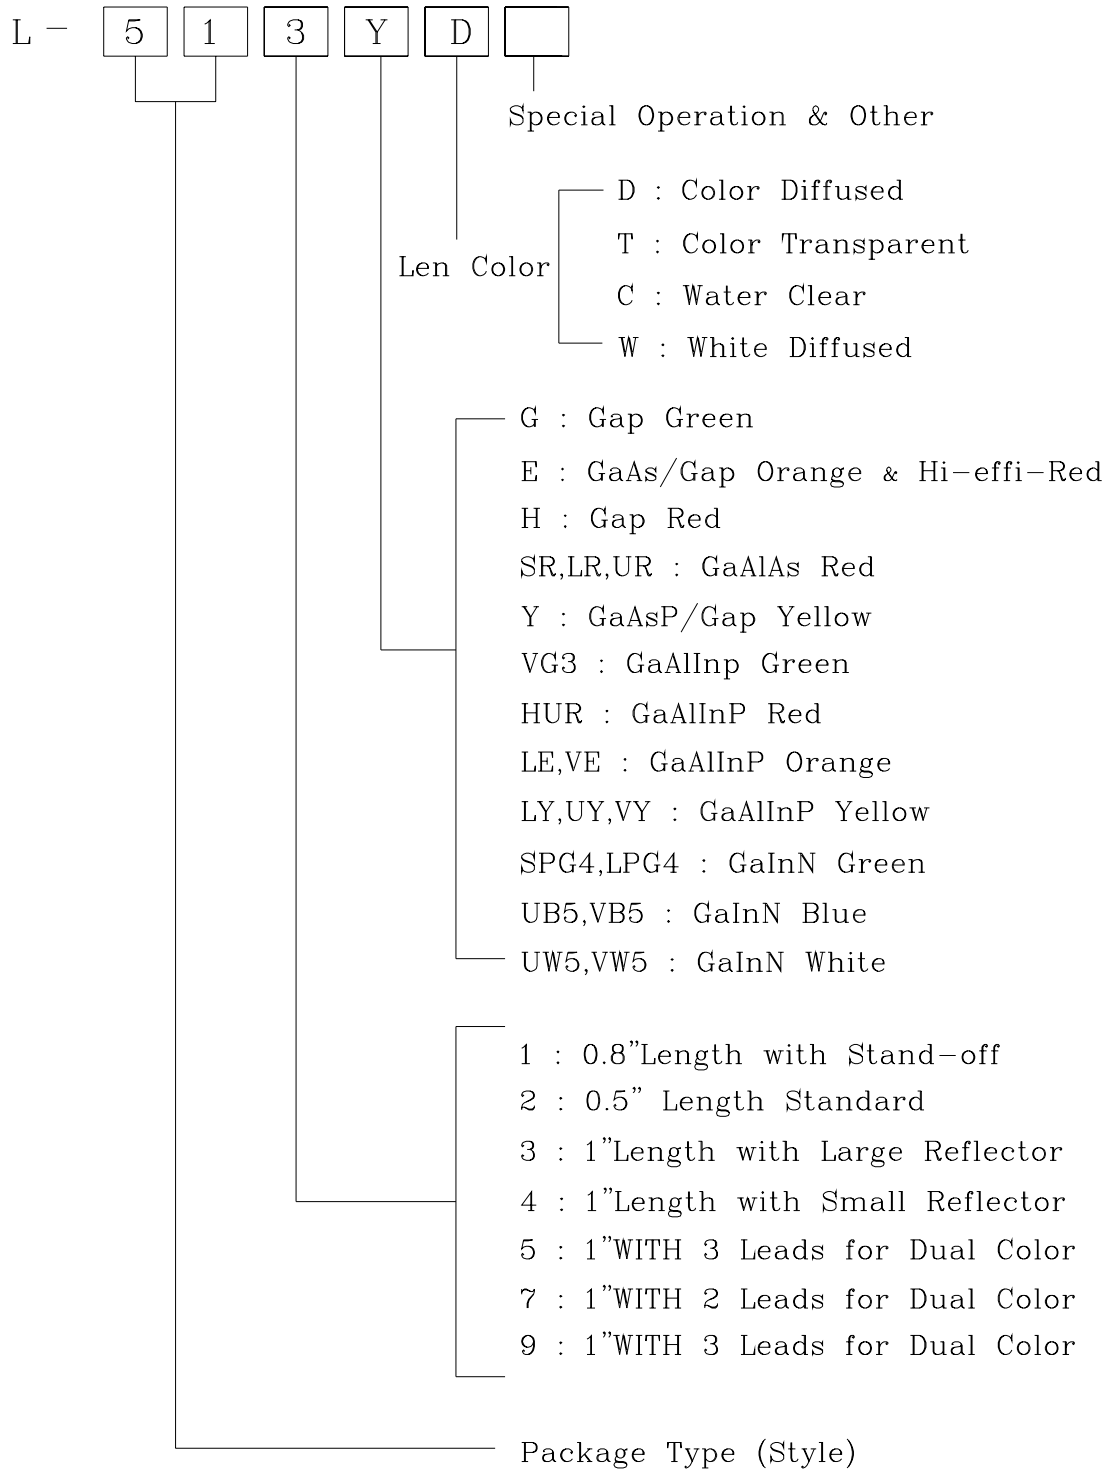 L- 5 1 3 Y D
Special Operation & Other
D : Color Diffused
T : Color Transparent
Len Color
C : Water Clear
W : White Diffused
G : Gap Green
E : GaAs/Gap Orange & Hi-effi-Red
H : Gap Red
SR,LR,UR : GaAlAs Red
Y : GaAsP/Gap Yellow
VG3 : GaAlInp Green
HUR : GaAlInP Red
LE,VE : GaAlInP Orange
LY,UY,VY : GaAlInP Yellow
SPG4,LPG4 : GaInN Green
UB5,VB5 : GaInN Blue
UW5,VW5 : GaInN White
1 : 0.8"Length with Stand-off
2 : 0.5" Length Standard
3 : 1"Length with Large Reflector
4 : 1"Length with Small Reflector
5 : 1"WITH 3 Leads for Dual Color
7 : 1"WITH 2 Leads for Dual Color
9 : 1"WITH 3 Leads for Dual Color
Package Type (Style)